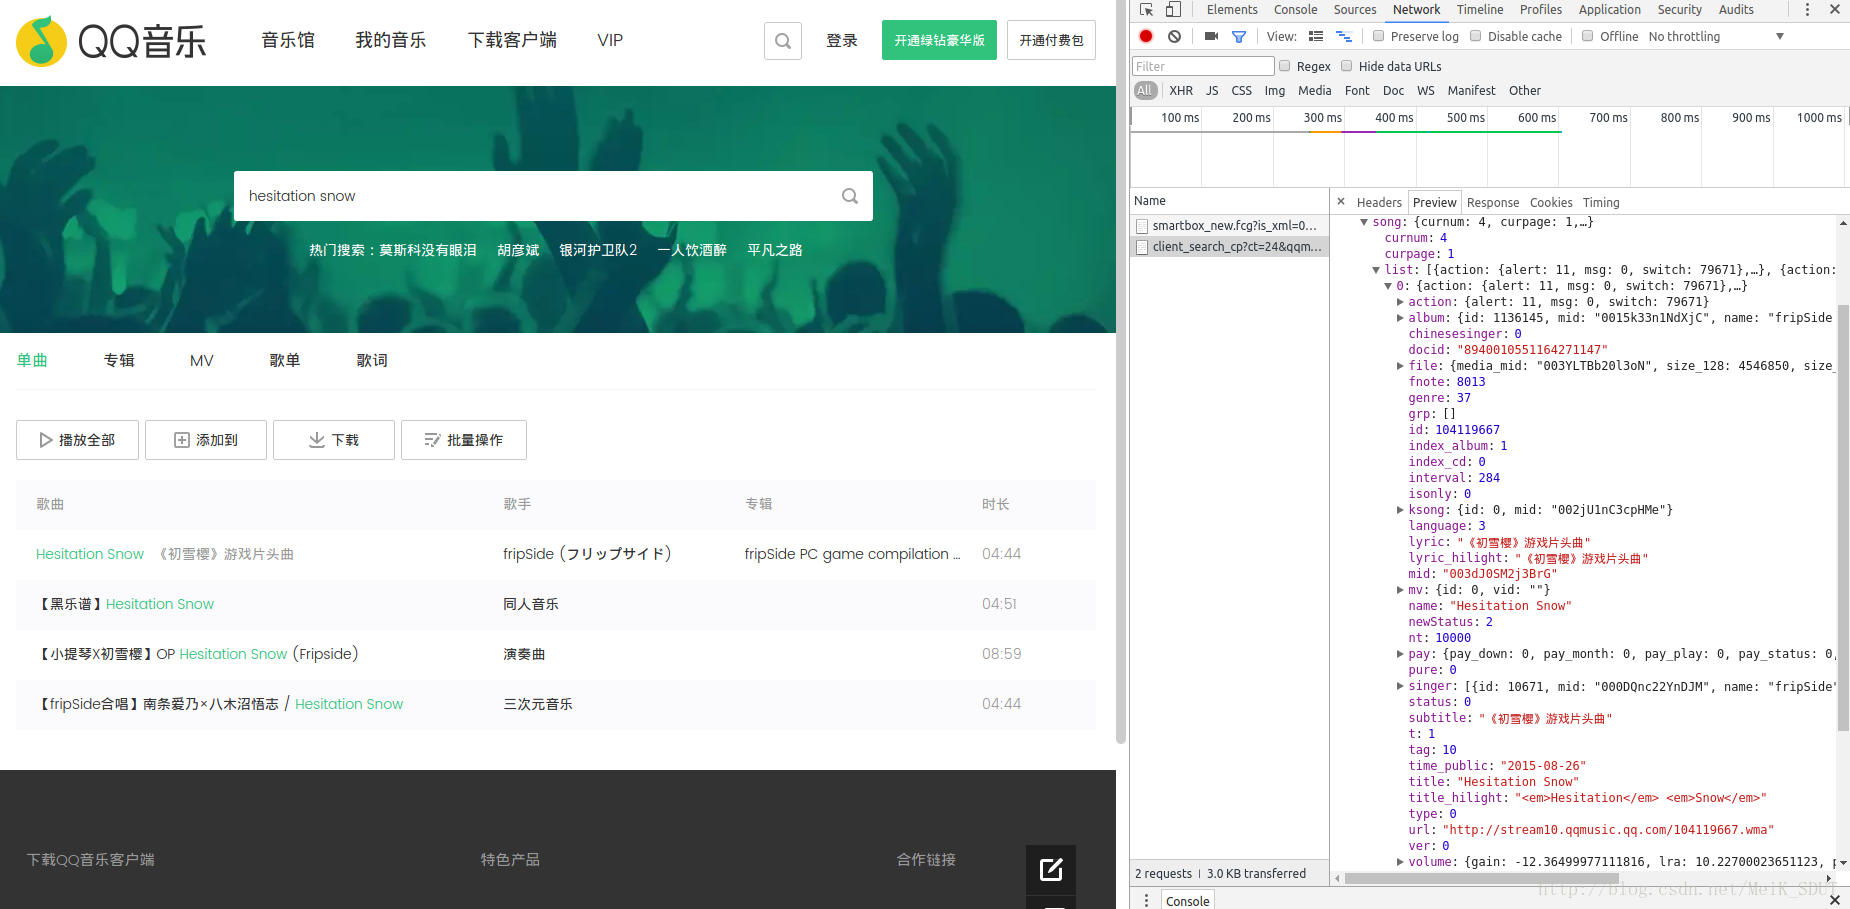 QQ音乐
音乐馆 我的音乐 下载客户端 VIP
登录 开通绿钻豪华版 开通付费包
hesitation snow
热门搜索：莫斯科没有眼泪 胡彦斌 银河护卫队2 一人饮酒醉 平凡之路
单曲 专辑 MV 歌单 歌词
播放全部 添加到 下载 批量操作
歌曲 歌手 专辑 时长
Hesitation Snow 《初雪樱》游戏片头曲 fripSide (フリップサイド) fripSide PC game compilation ... 04:44
【黑乐谱】Hesitation Snow 同人音乐 04:51
【小提琴X初雪樱】OP Hesitation Snow (Fripside) 演奏曲 08:59
【fripSide合唱】南条爱乃×八木沼悟志 / Hesitation Snow 三次元音乐 04:44
下载QQ音乐客户端 特色产品 合作链接
Elements Console Sources Network Timeline Profiles Application Security Audits
View: Preserve log Disable cache Offline No throttling
Filter Regex Hide data URLs
All XHR JS CSS Img Media Font Doc WS Manifest Other
100 ms 200 ms 300 ms 400 ms 500 ms 600 ms 700 ms 800 ms 900 ms 1000 ms
Name
smartbox_new.fcg?is_xml=0...
client_search_cp?ct=24&qqm...
2 requests | 3.0 KB transferred
× Headers Preview Response Cookies Timing
song: {curnum: 4, curpage: 1,…}
curnum: 4
curpage: 1
list: [{action: {alert: 11, msg: 0, switch: 79671},…}, {action:
0: {action: {alert: 11, msg: 0, switch: 79671},…}
action: {alert: 11, msg: 0, switch: 79671}
album: {id: 1136145, mid: "0015k33n1NdXjC", name: "fripSide
chinesesinger: 0
docid: "8940010551164271147"
file: {media_mid: "003YLTBb20l3oN", size_128: 4546850, size_
fnote: 8013
genre: 37
grp: []
id: 104119667
index_album: 1
index_cd: 0
interval: 284
isonly: 0
ksong: {id: 0, mid: "002jU1nC3cpHMe"}
language: 3
lyric: "《初雪樱》游戏片头曲"
lyric_hilight: "《初雪樱》游戏片头曲"
mid: "003dJ0SM2j3BrG"
mv: {id: 0, vid: ""}
name: "Hesitation Snow"
newStatus: 2
nt: 10000
pay: {pay_down: 0, pay_month: 0, pay_play: 0, pay_status: 0,
pure: 0
singer: [{id: 10671, mid: "000DQnc22YnDJM", name: "fripSide"
status: 0
subtitle: "《初雪樱》游戏片头曲"
t: 1
tag: 10
time_public: "2015-08-26"
title: "Hesitation Snow"
title_hilight: "<em>Hesitation</em> <em>Snow</em>"
type: 0
url: "http://stream10.qqmusic.qq.com/104119667.wma"
ver: 0
volume: {gain: -12.36499977111816, lra: 10.22700023651123, p
http://blog.csdn.net/MeiK_SDUT
Console